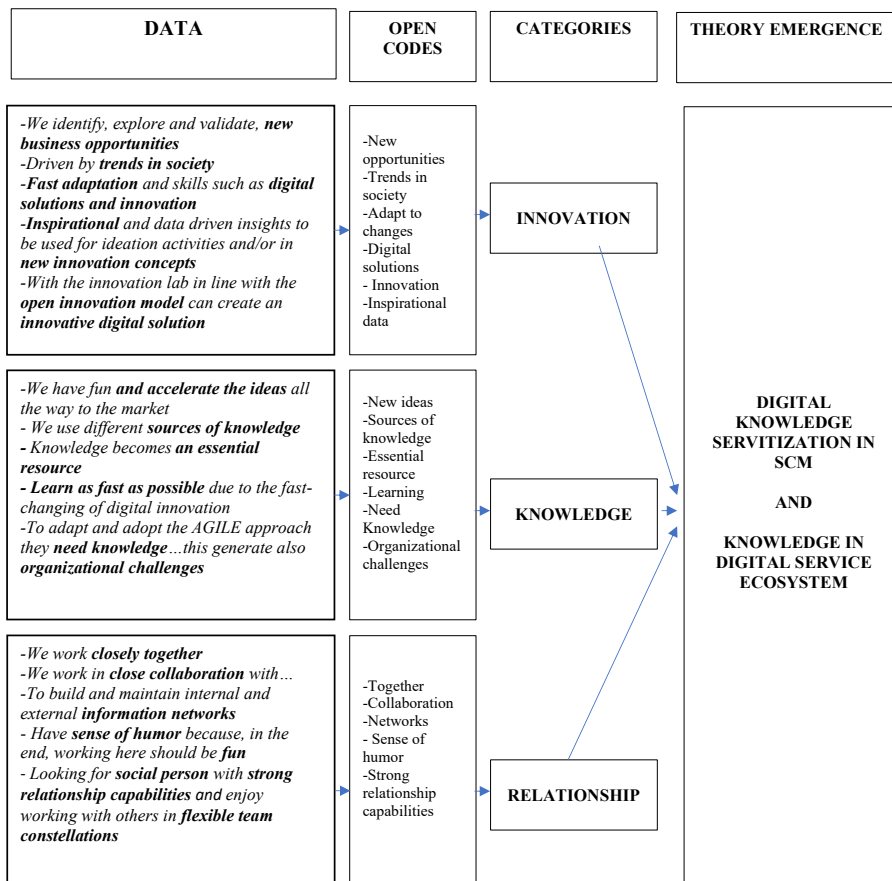 DATA
OPEN
CODES
CATEGORIES
THEORY EMERGENCE
-We identify, explore and validate, new
business opportunities
-Driven by trends in society
-Fast adaptation and skills such as digital
solutions and innovation
-Inspirational and data driven insights to
be used for ideation activities and/or in
new innovation concepts
-With the innovation lab in line with the
open innovation model can create an
innovative digital solution
-New
opportunities
-Trends in
society
-Adapt to
changes
-Digital
solutions
- Innovation
-Inspirational
data
INNOVATION
-We have fun and accelerate the ideas all
the way to the market
- We use different sources of knowledge
- Knowledge becomes an essential
resource
- Learn as fast as possible due to the fast-
changing of digital innovation
-To adapt and adopt the AGILE approach
they need knowledge…this generate also
organizational challenges
-New ideas
-Sources of
knowledge
-Essential
resource
-Learning
-Need
Knowledge
-Organizational
challenges
KNOWLEDGE
-We work closely together
-We work in close collaboration with…
-To build and maintain internal and
external information networks
- Have sense of humor because, in the
end, working here should be fun
- Looking for social person with strong
relationship capabilities and enjoy
working with others in flexible team
constellations
-Together
-Collaboration
-Networks
- Sense of
humor
-Strong
relationship
capabilities
RELATIONSHIP
DIGITAL
KNOWLEDGE
SERVITIZATION IN
SCM
AND
KNOWLEDGE IN
DIGITAL SERVICE
ECOSYSTEM